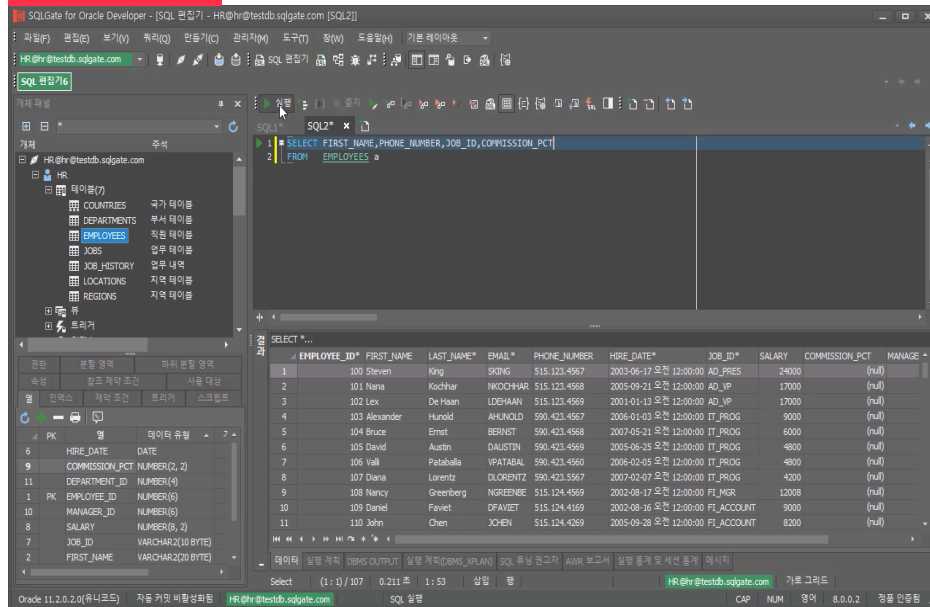 SQLGate for Oracle Developer - [SQL 편집기 - HR@hr@testdb.sqlgate.com [SQL2]]
파일(F) 편집(E) 보기(V) 쿼리(Q) 만들기(C) 관리자(M) 도구(T) 창(W) 도움말(H) 기본 레이아웃
HR@hr@testdb.sqlgate.com SQL 편집기
SQL 편집기6
개체 패널
실행 중지
*
SQL1* SQL2*
개체 주석
HR@hr@testdb.sqlgate.com
HR
테이블(7)
COUNTRIES 국가 테이블
DEPARTMENTS 부서 테이블
EMPLOYEES 직원 테이블
JOBS 업무 테이블
JOB_HISTORY 업무 내역
LOCATIONS 지역 테이블
REGIONS 지역 테이블
뷰
트리거
1 SELECT FIRST_NAME,PHONE_NUMBER,JOB_ID,COMMISSION_PCT
2 FROM EMPLOYEES a
권한 분할 영역 하위 분할 영역
속성 참조 제약 조건 사용 대상
열 인덱스 제약 조건 트리거 스크립트
PK 열 데이터 유형
6 HIRE_DATE DATE
9 COMMISSION_PCT NUMBER(2, 2)
11 DEPARTMENT_ID NUMBER(4)
1 PK EMPLOYEE_ID NUMBER(6)
10 MANAGER_ID NUMBER(6)
8 SALARY NUMBER(8, 2)
7 JOB_ID VARCHAR2(10 BYTE)
2 FIRST_NAME VARCHAR2(20 BYTE)
결과
SELECT *...
EMPLOYEE_ID* FIRST_NAME LAST_NAME* EMAIL* PHONE_NUMBER HIRE_DATE* JOB_ID* SALARY COMMISSION_PCT MANAGE
1 100 Steven King SKING 515.123.4567 2003-06-17 오전 12:00:00 AD_PRES 24000 (null)
2 101 Nana Kochhar NKOCHHAR 515.123.4568 2005-09-21 오전 12:00:00 AD_VP 17000 (null)
3 102 Lex De Haan LDEHAAN 515.123.4569 2001-01-13 오전 12:00:00 AD_VP 17000 (null)
4 103 Alexander Hunold AHUNOLD 590.423.4567 2006-01-03 오전 12:00:00 IT_PROG 9000 (null)
5 104 Bruce Ernst BERNST 590.423.4568 2007-05-21 오전 12:00:00 IT_PROG 6000 (null)
6 105 David Austin DAUSTIN 590.423.4569 2005-06-25 오전 12:00:00 IT_PROG 4800 (null)
7 106 Valli Pataballa VPATABAL 590.423.4560 2006-02-05 오전 12:00:00 IT_PROG 4800 (null)
8 107 Diana Lorentz DLORENTZ 590.423.5567 2007-02-07 오전 12:00:00 IT_PROG 4200 (null)
9 108 Nancy Greenberg NGREENBE 515.124.4569 2002-08-17 오전 12:00:00 FI_MGR 12008 (null)
10 109 Daniel Faviet DFAVIET 515.124.4169 2002-08-16 오전 12:00:00 FI_ACCOUNT 9000 (null)
11 110 John Chen JCHEN 515.124.4269 2005-09-28 오전 12:00:00 FI_ACCOUNT 8200 (null)
데이터 실행 계획 DBMS OUTPUT 실행 계획(DBMS_XPLAN) SQL 튜닝 권고자 AWR 보고서 실행 통계 및 세션 통계 메시지
Select (1 : 1) / 107 0.211 초 1 : 53 삽입 행 HR@hr@testdb.sqlgate.com 가로 그리드
Oracle 11.2.0.2.0(유니코드) 자동 커밋 비활성화됨 HR@hr@testdb.sqlgate.com SQL 실행 CAP NUM 영어 8.0.0.2 정품 인증됨